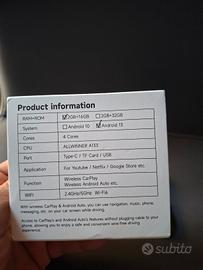 Product information
RAM+ROM ☑2GB+16GB ☐2GB+32GB
System ☐Android 10 ☑Android 13
Cores 4 Cores
CPU ALLWINNER A133
Port Type-C / TF Card / USB
Application For Youtube / Netflix / Google Store etc.
Function Wireless CarPlay
Wireless Android Auto etc.
WIFI 2.4GHz/5GHz Wi-Fi6
With wireless CarPlay & Android Auto, you can use navigation, music, phone,
messaging, etc. on your car screen while driving.
Access to CarPlay's and Android Auto's features without plugging cable to your
phone, allowing you to enjoy a safe and convenient wire-free driving
experience.
subito